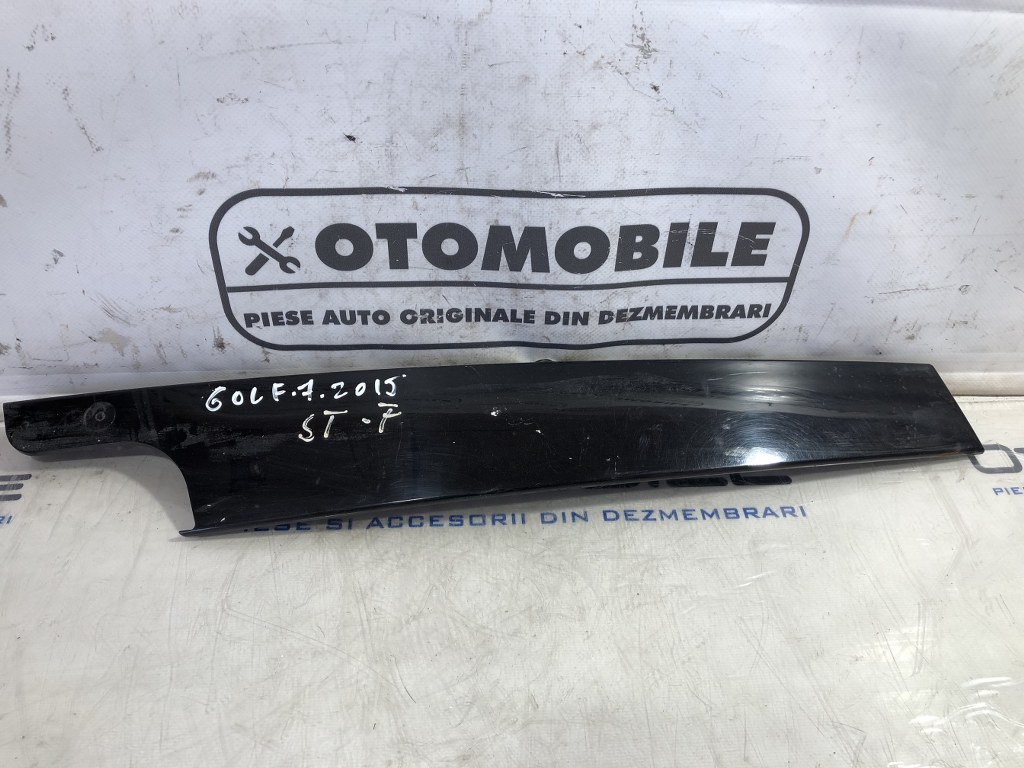 OTOMOBILE
PIESE AUTO ORIGINALE DIN DEZMEMBRARI
GOLF.7.2015
ST -F
PIESE SI ACCESORII DIN DEZMEMBRARI